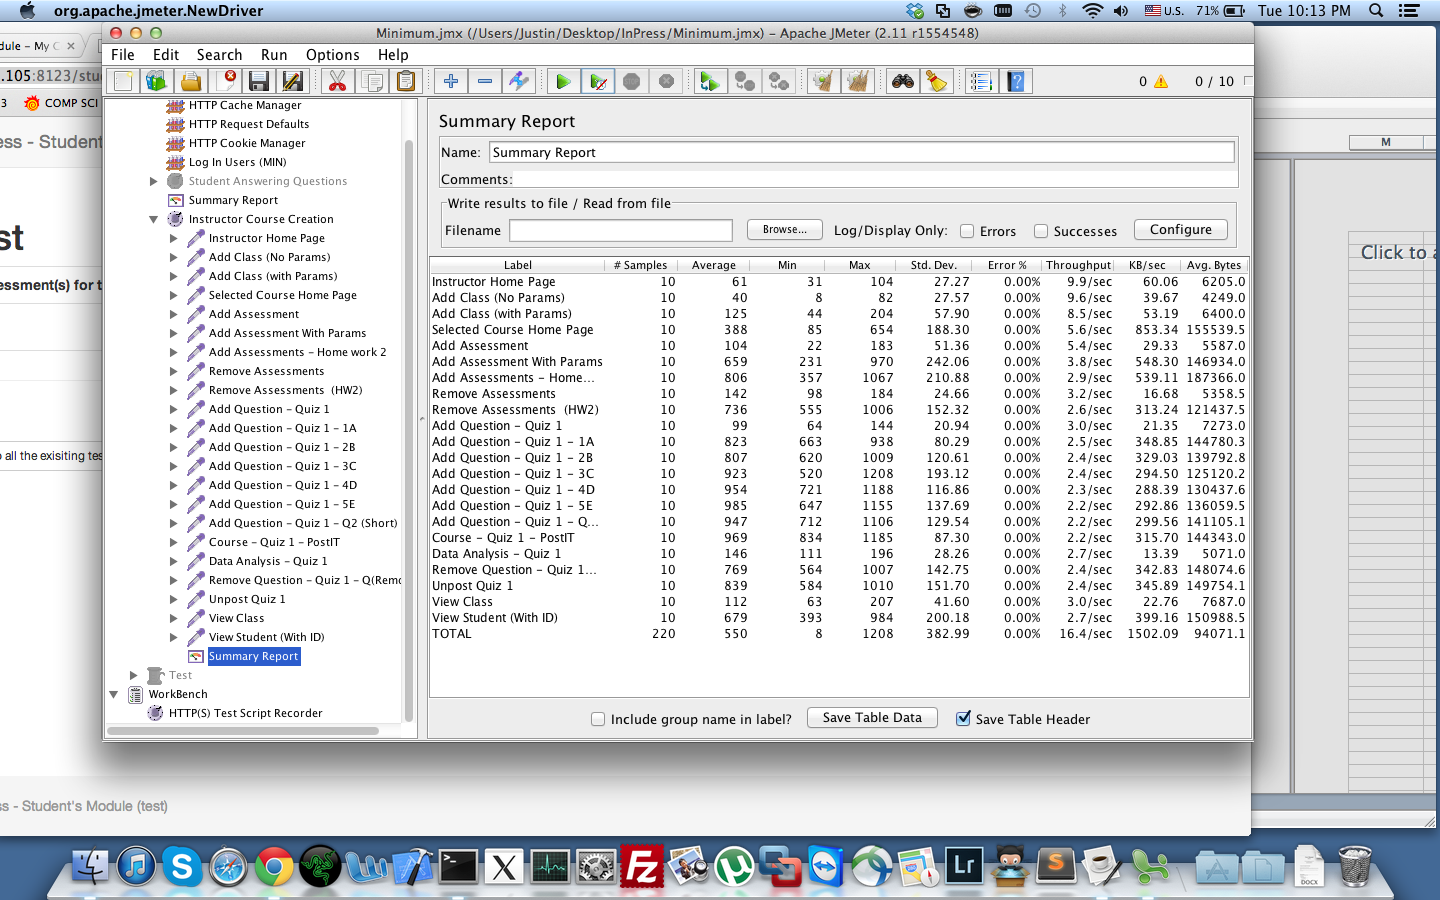 org.apache.jmeter.NewDriver U.S. 71% Tue 10:13 PM
Minimum.jmx (/Users/Justin/Desktop/InPress/Minimum.jmx) – Apache JMeter (2.11 r1554548)
File Edit Search Run Options Help
0 0 / 10
dule – My C
.105:8123/stu
3 COMP SCI
ess - Student
st
ssessment(s) for t
o all the exisiting tes
ss - Student's Module (test)
HTTP Cache Manager
HTTP Request Defaults
HTTP Cookie Manager
Log In Users (MIN)
Student Answering Questions
Summary Report
Instructor Course Creation
Instructor Home Page
Add Class (No Params)
Add Class (with Params)
Selected Course Home Page
Add Assessment
Add Assessment With Params
Add Assessments – Home work 2
Remove Assessments
Remove Assessments (HW2)
Add Question – Quiz 1
Add Question – Quiz 1 – 1A
Add Question – Quiz 1 – 2B
Add Question – Quiz 1 – 3C
Add Question – Quiz 1 – 4D
Add Question – Quiz 1 – 5E
Add Question – Quiz 1 – Q2 (Short)
Course – Quiz 1 – PostIT
Data Analysis – Quiz 1
Remove Question – Quiz 1 – Q(Remo
Unpost Quiz 1
View Class
View Student (With ID)
Summary Report
Test
WorkBench
HTTP(S) Test Script Recorder
Summary Report
Name: Summary Report
Comments:
Write results to file / Read from file
Filename Browse... Log/Display Only: Errors Successes Configure
Label # Samples Average Min Max Std. Dev. Error % Throughput KB/sec Avg. Bytes
Instructor Home Page 10 61 31 104 27.27 0.00% 9.9/sec 60.06 6205.0
Add Class (No Params) 10 40 8 82 27.57 0.00% 9.6/sec 39.67 4249.0
Add Class (with Params) 10 125 44 204 57.90 0.00% 8.5/sec 53.19 6400.0
Selected Course Home Page 10 388 85 654 188.30 0.00% 5.6/sec 853.34 155539.5
Add Assessment 10 104 22 183 51.36 0.00% 5.4/sec 29.33 5587.0
Add Assessment With Params 10 659 231 970 242.06 0.00% 3.8/sec 548.30 146934.0
Add Assessments – Home... 10 806 357 1067 210.88 0.00% 2.9/sec 539.11 187366.0
Remove Assessments 10 142 98 184 24.66 0.00% 3.2/sec 16.68 5358.5
Remove Assessments (HW2) 10 736 555 1006 152.32 0.00% 2.6/sec 313.24 121437.5
Add Question – Quiz 1 10 99 64 144 20.94 0.00% 3.0/sec 21.35 7273.0
Add Question – Quiz 1 – 1A 10 823 663 938 80.29 0.00% 2.5/sec 348.85 144780.3
Add Question – Quiz 1 – 2B 10 807 620 1009 120.61 0.00% 2.4/sec 329.03 139792.8
Add Question – Quiz 1 – 3C 10 923 520 1208 193.12 0.00% 2.4/sec 294.50 125120.2
Add Question – Quiz 1 – 4D 10 954 721 1188 116.86 0.00% 2.3/sec 288.39 130437.6
Add Question – Quiz 1 – 5E 10 985 647 1155 137.69 0.00% 2.2/sec 292.86 136059.5
Add Question – Quiz 1 – Q... 10 947 712 1106 129.54 0.00% 2.2/sec 299.56 141105.1
Course – Quiz 1 – PostIT 10 969 834 1185 87.30 0.00% 2.2/sec 315.70 144343.0
Data Analysis – Quiz 1 10 146 111 196 28.26 0.00% 2.7/sec 13.39 5071.0
Remove Question – Quiz 1... 10 769 564 1007 142.75 0.00% 2.4/sec 342.83 148074.6
Unpost Quiz 1 10 839 584 1010 151.70 0.00% 2.4/sec 345.89 149754.1
View Class 10 112 63 207 41.60 0.00% 3.0/sec 22.76 7687.0
View Student (With ID) 10 679 393 984 200.18 0.00% 2.7/sec 399.16 150988.5
TOTAL 220 550 8 1208 382.99 0.00% 16.4/sec 1502.09 94071.1
Include group name in label? Save Table Data Save Table Header
M
Click to a
Lr
DOCX